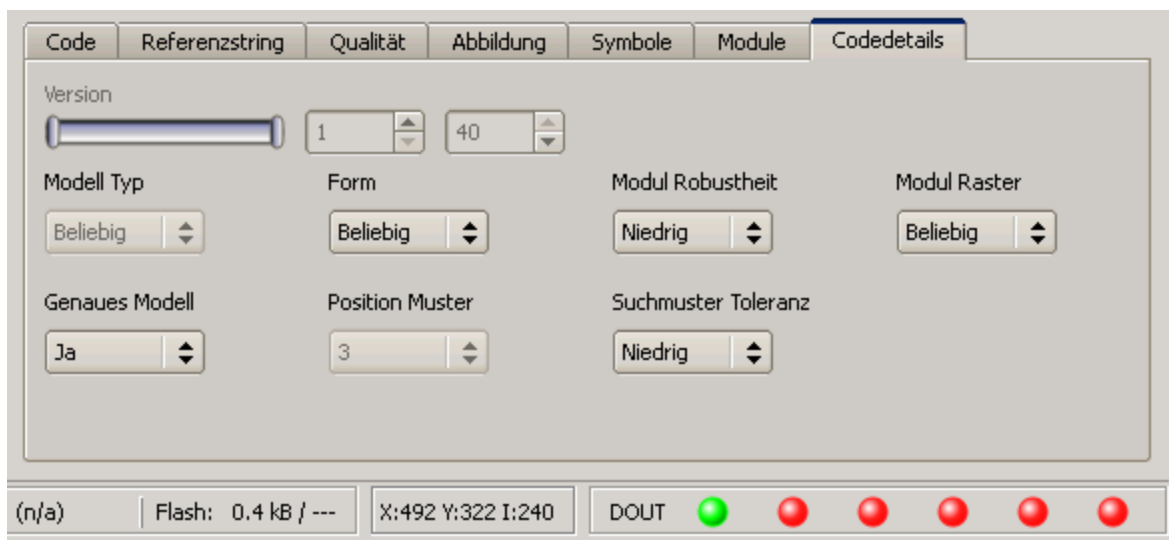 Code Referenzstring Qualität Abbildung Symbole Module Codedetails
Version
1 40
Modell Typ Form Modul Robustheit Modul Raster
Beliebig Beliebig Niedrig Beliebig
Genaues Modell Position Muster Suchmuster Toleranz
Ja 3 Niedrig
(n/a) Flash: 0.4 kB / --- X:492 Y:322 I:240 DOUT